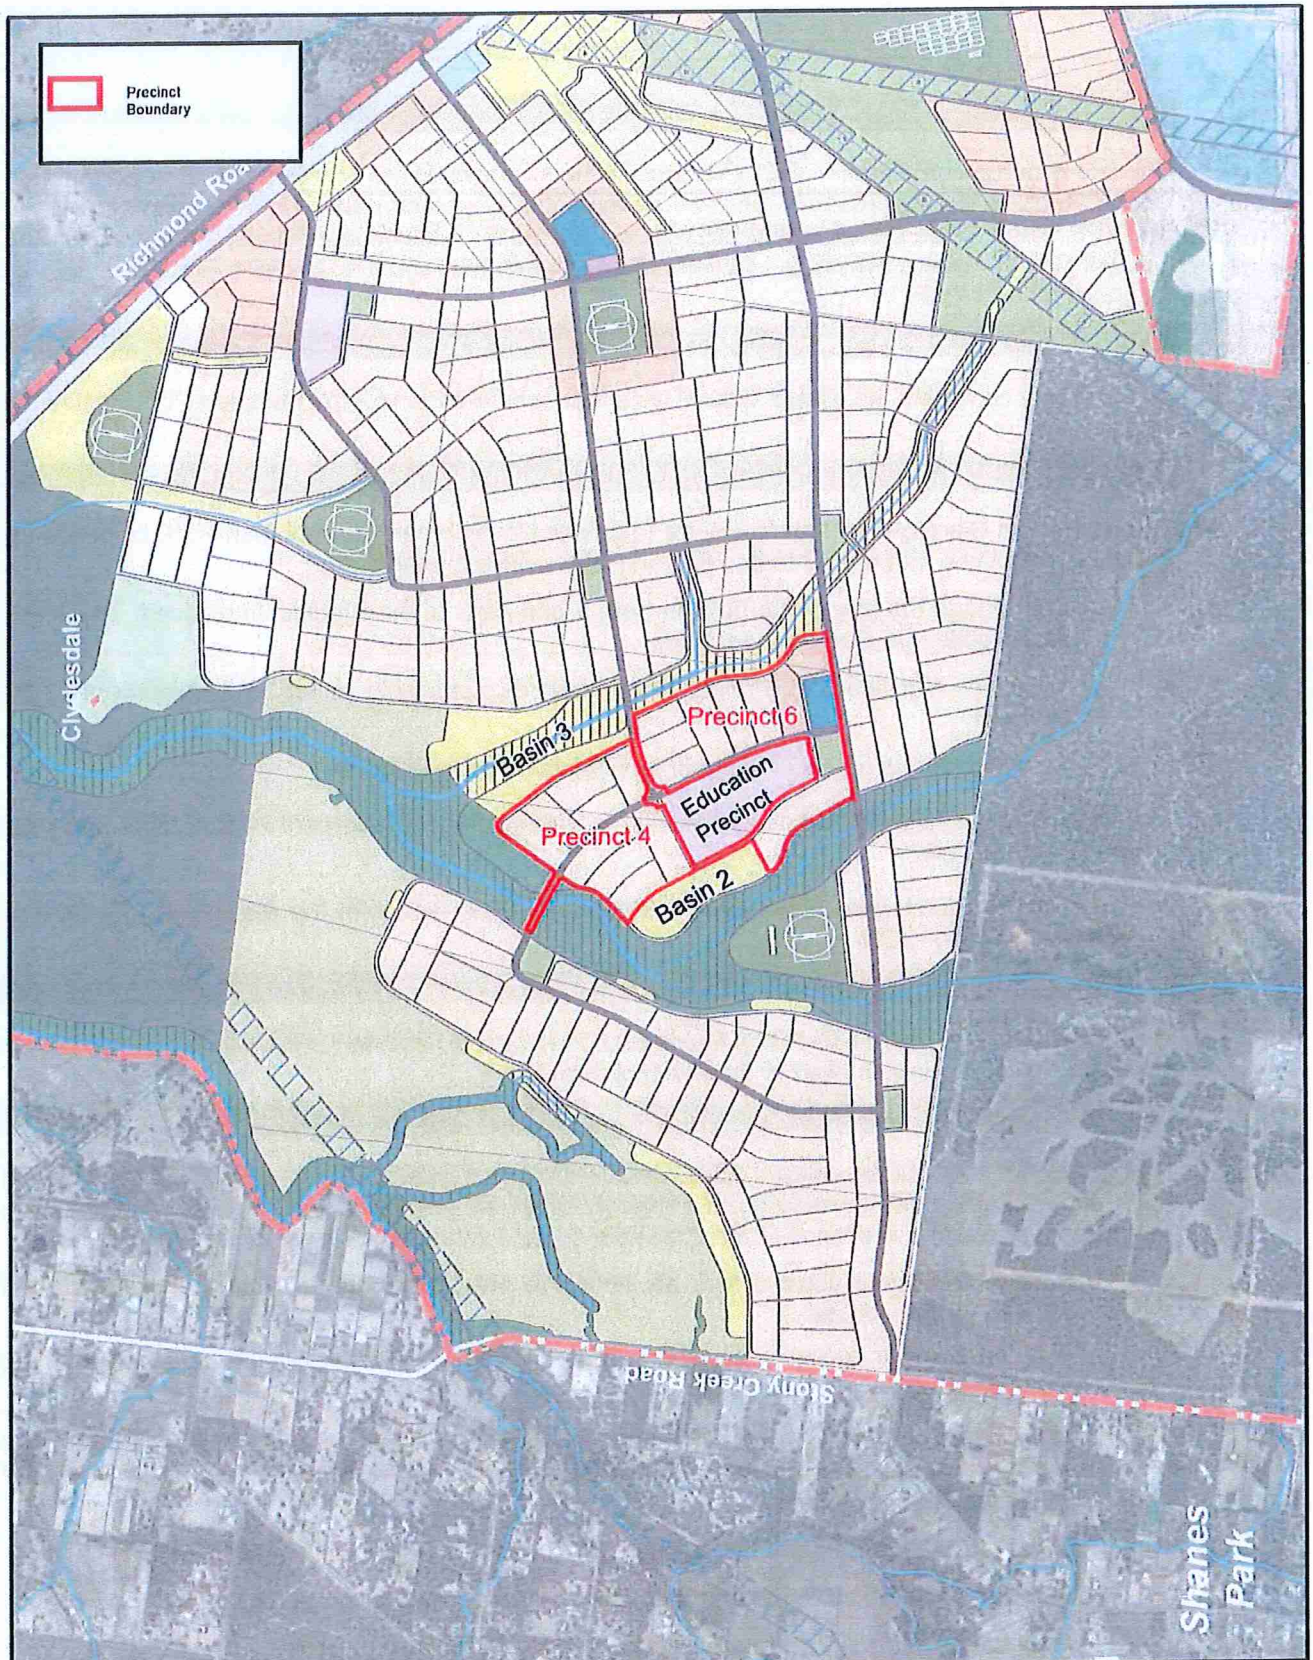 Precinct
Boundary
Richmond Roa
Clydesdale
Basin 3
Precinct 6
Education
Precinct
Precinct 4
Basin 2
Stony Creek Road
Shanes
Park